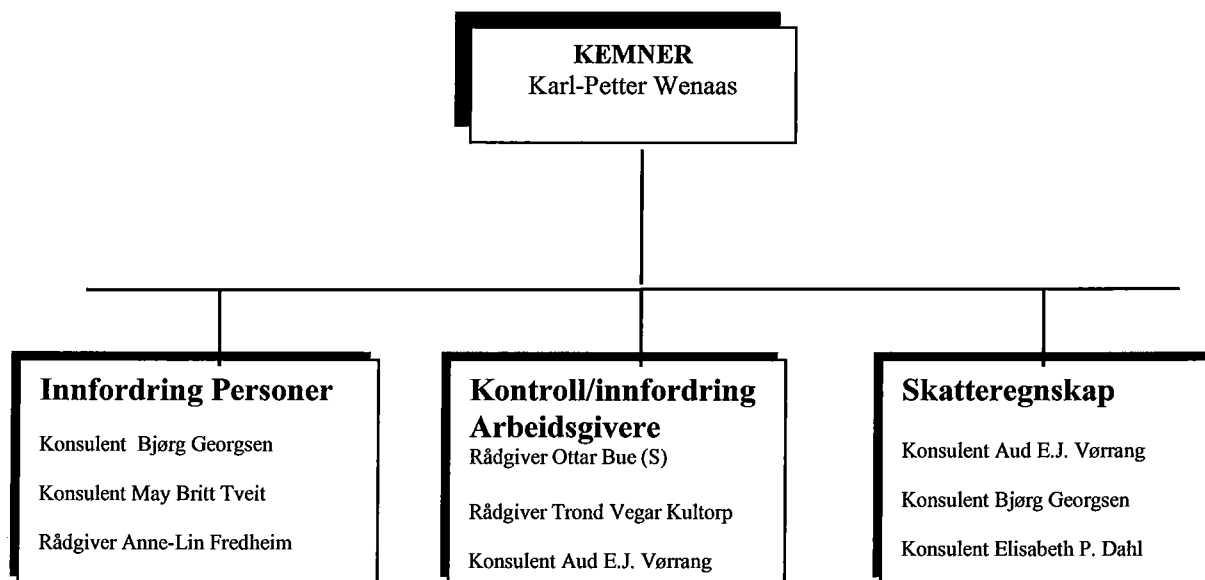 KEMNER
Karl-Petter Wenaas
Innfordring Personer
Konsulent Bjørg Georgsen
Konsulent May Britt Tveit
Rådgiver Anne-Lin Fredheim
Kontroll/innfordring
Arbeidsgivere
Rådgiver Ottar Bue (S)
Rådgiver Trond Vegar Kultorp
Konsulent Aud E.J. Vørrang
Skatteregnskap
Konsulent Aud E.J. Vørrang
Konsulent Bjørg Georgsen
Konsulent Elisabeth P. Dahl